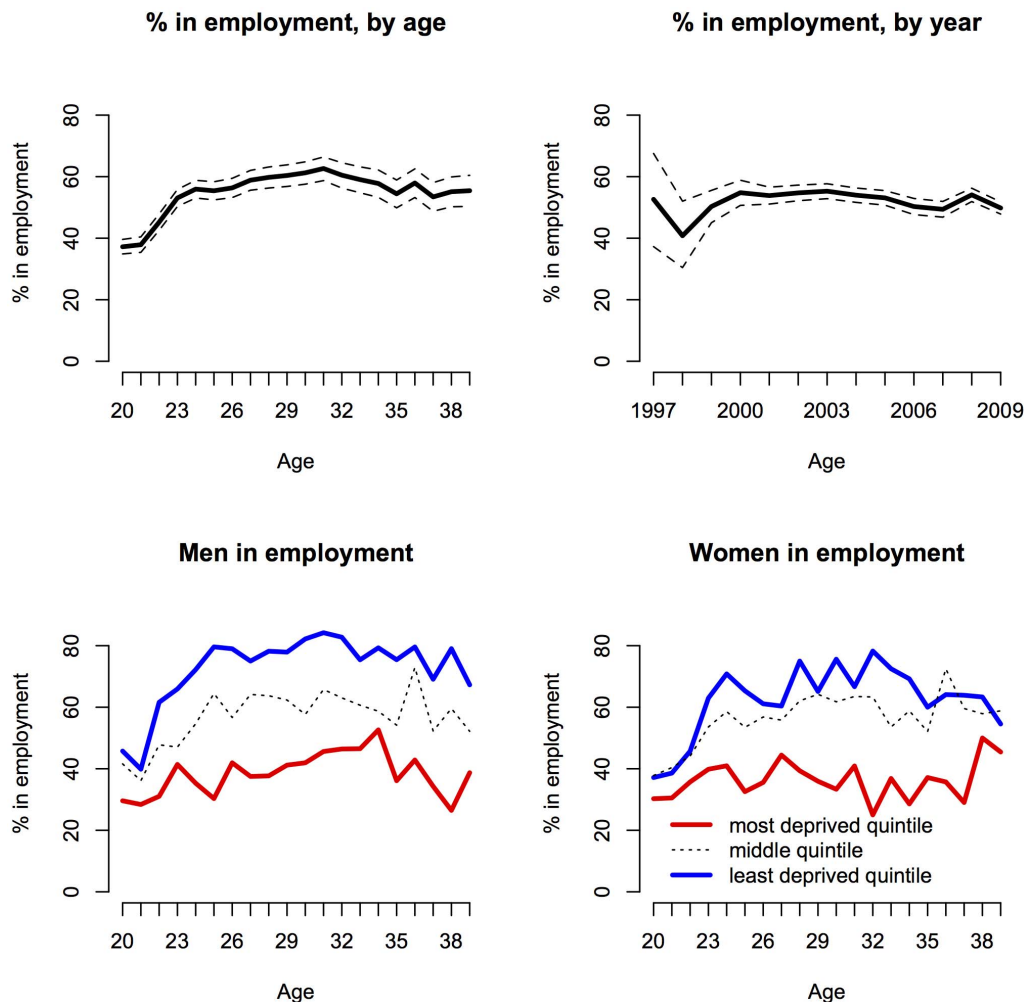 % in employment, by age
% in employment
80
60
40
20
0
20 23 26 29 32 35 38
Age
% in employment, by year
% in employment
80
60
40
20
0
1997 2000 2003 2006 2009
Age
Men in employment
% in employment
80
60
40
20
0
20 23 26 29 32 35 38
Age
Women in employment
% in employment
80
60
40
20
0
most deprived quintile
middle quintile
least deprived quintile
20 23 26 29 32 35 38
Age